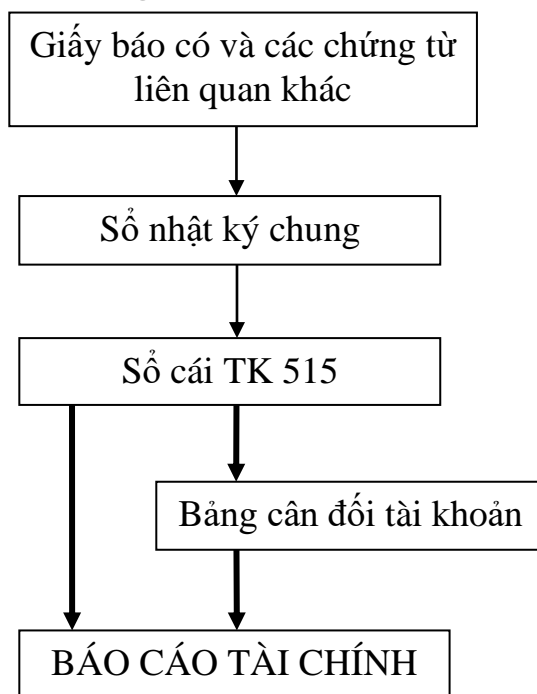 Giấy báo có và các chứng từ
liên quan khác
Sổ nhật ký chung
Sổ cái TK 515
Bảng cân đối tài khoản
BÁO CÁO TÀI CHÍNH